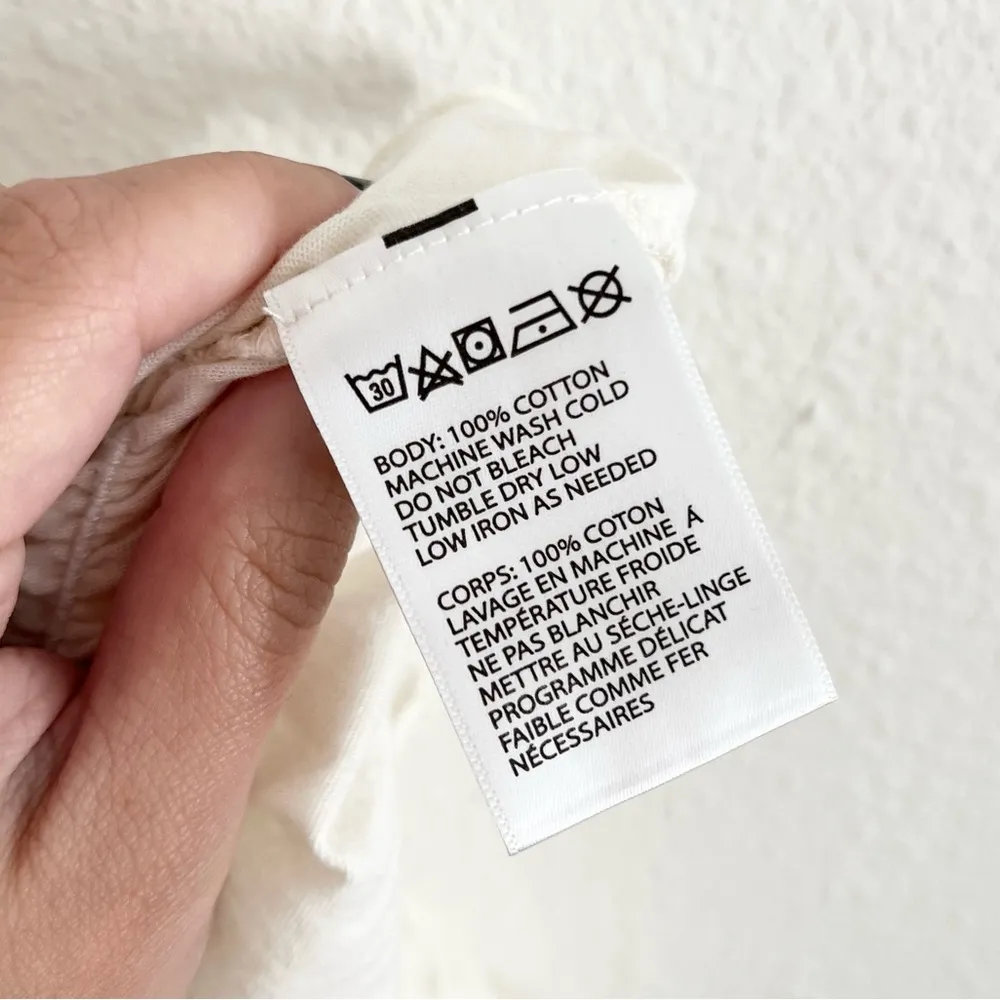 30
BODY: 100% COTTON
MACHINE WASH COLD
DO NOT BLEACH
TUMBLE DRY LOW
LOW IRON AS NEEDED
CORPS: 100% COTON
LAVAGE EN MACHINE Á
TEMPÉRATURE FROIDE
NE PAS BLANCHIR
METTRE AU SÉCHE-LINGE
PROGRAMME DÉLICAT
FAIBLE COMME FER
NÉCESSAIRES